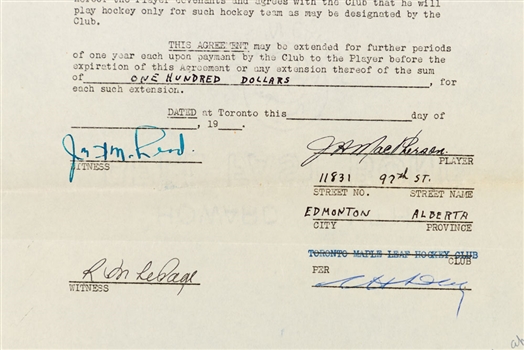 the Player covenants and agrees with the Club that he will
play hockey only for such hockey team as may be designated by the
Club.
THIS AGREEMENT may be extended for further periods
of one year each upon payment by the Club to the Player before the
expiration of this Agreement or any extension thereof of the sum
of ONE HUNDRED DOLLARS, for
each such extension.
DATED at Toronto this day of
, 19 .
WITNESS
J A MacPherson
PLAYER
11831 97th ST.
STREET NO. STREET NAME
EDMONTON ALBERTA
CITY PROVINCE
TORONTO MAPLE LEAF HOCKEY CLUB
CLUB
PER
R W LePage
WITNESS